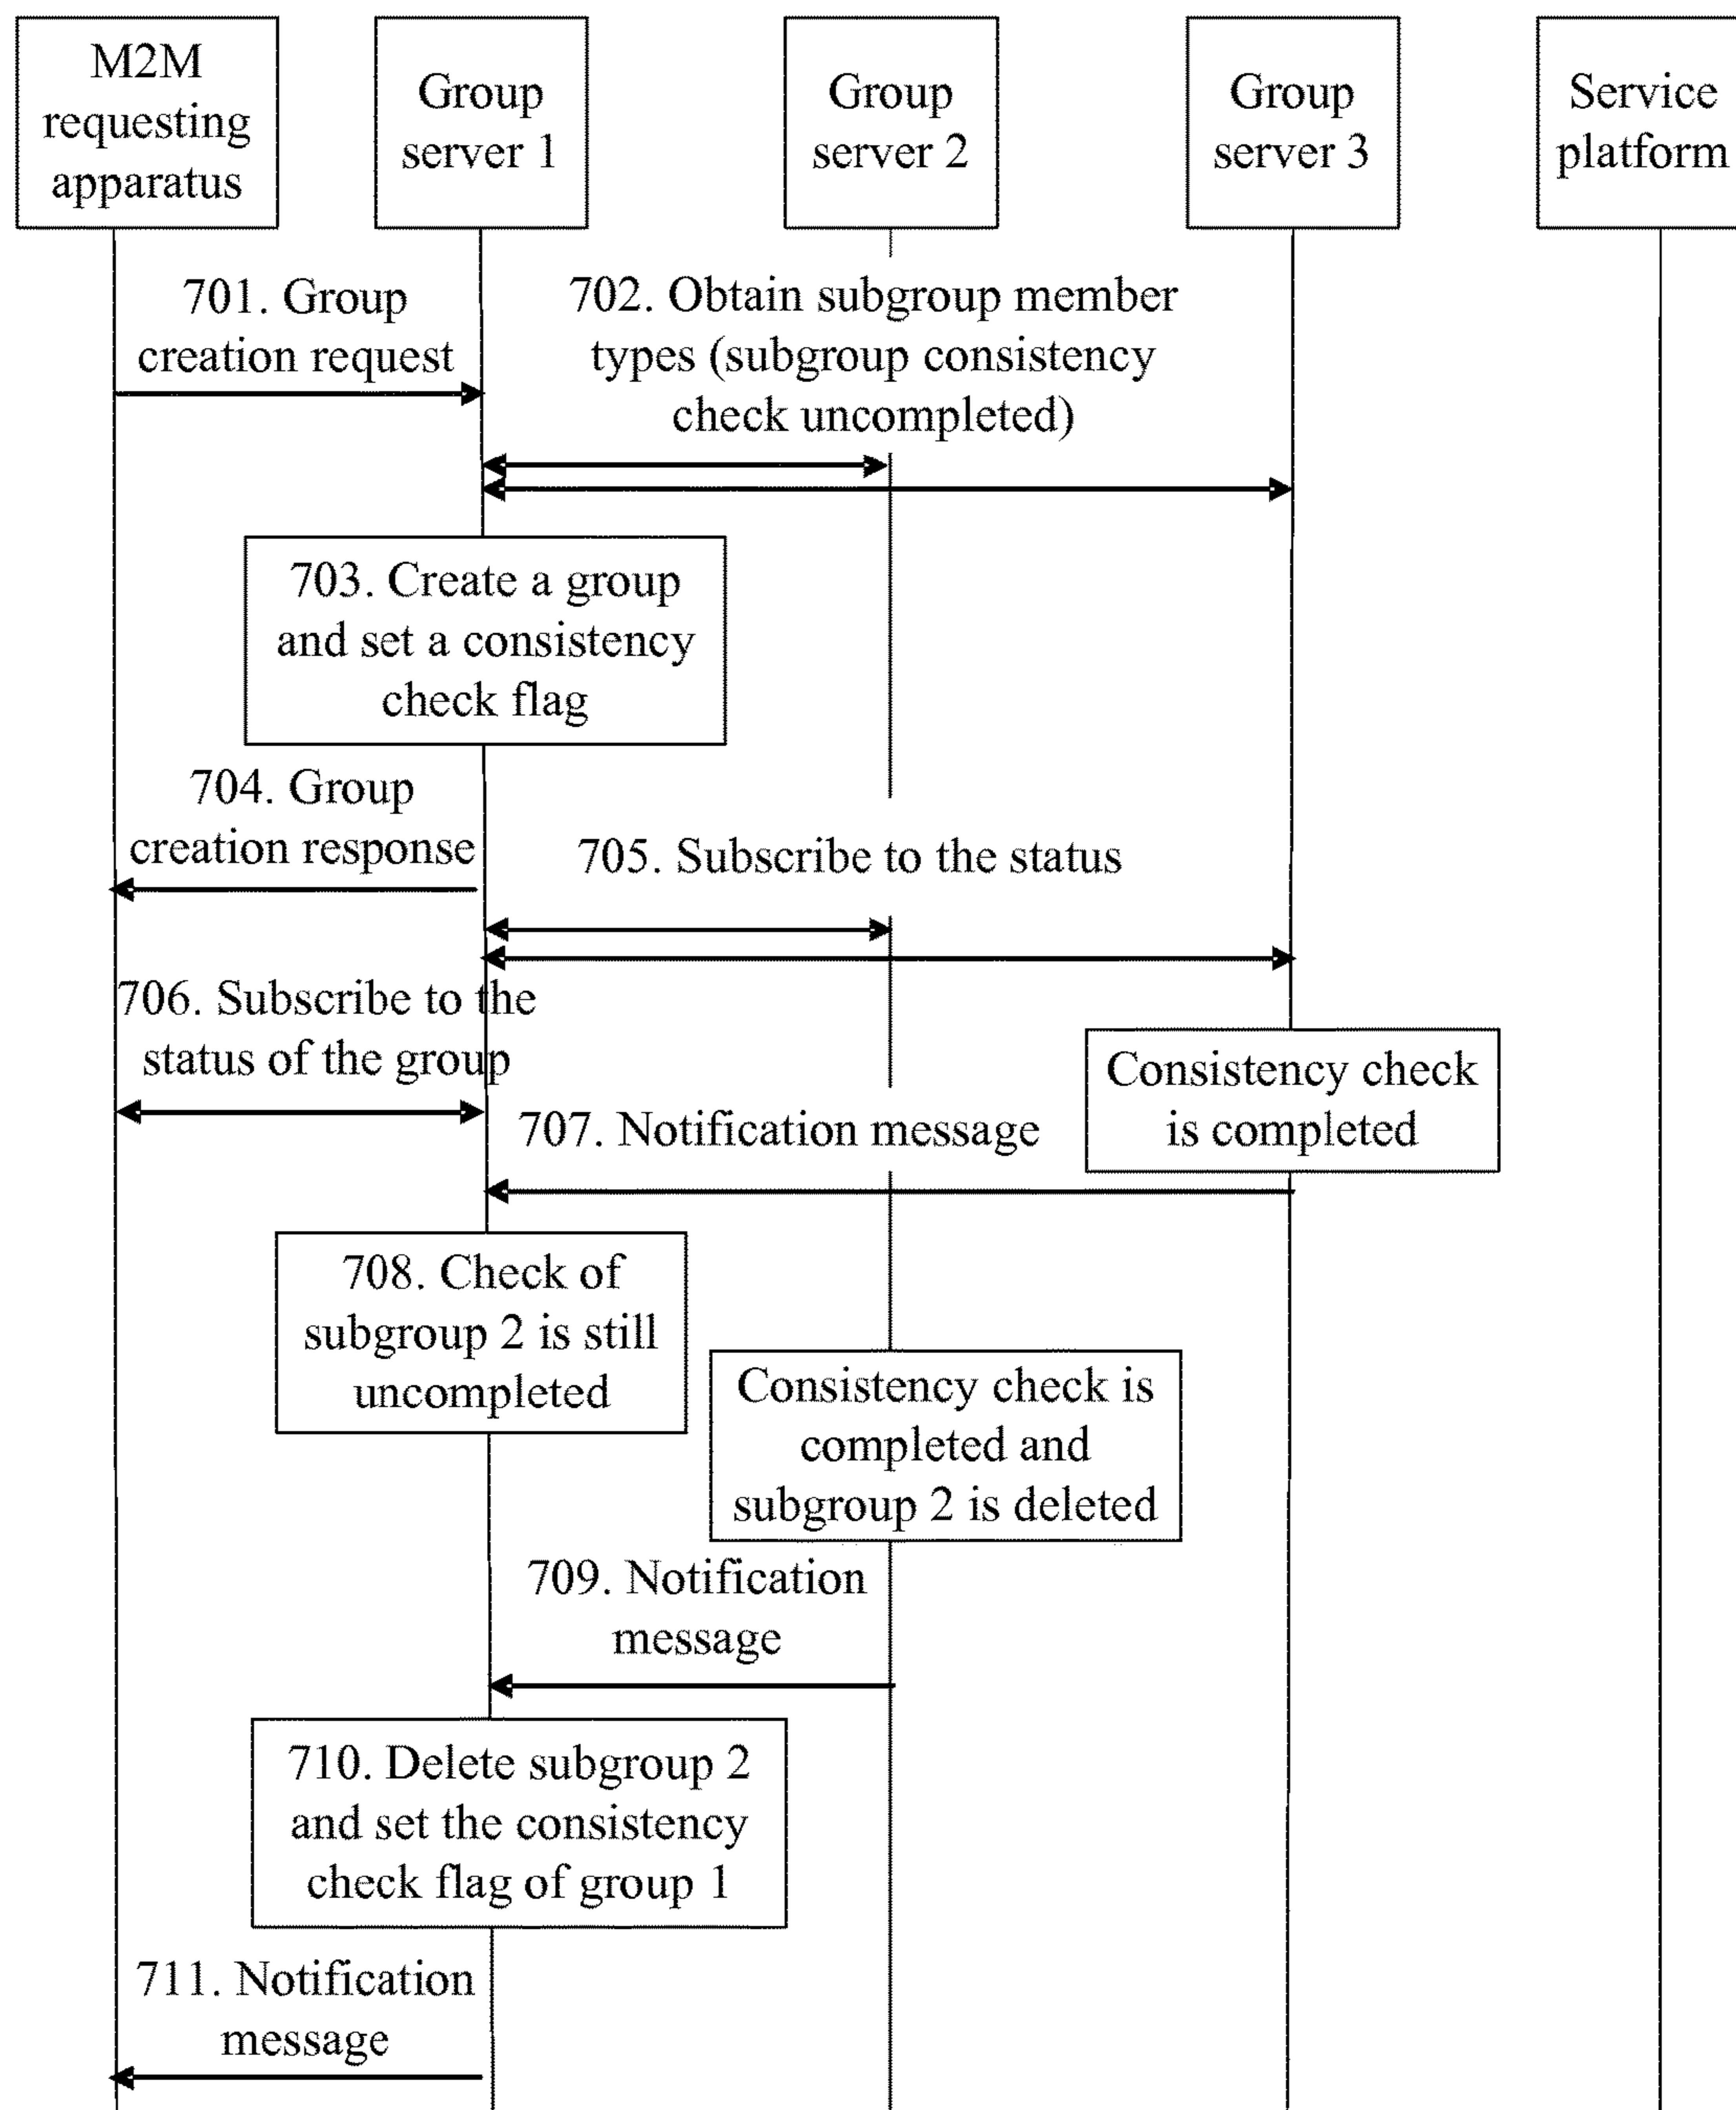 M2M
requesting
apparatus
Group
server 1
Group
server 2
Group
server 3
Service
platform
701. Group
creation request
702. Obtain subgroup member
types (subgroup consistency
check uncompleted)
703. Create a group
and set a consistency
check flag
704. Group
creation response
705. Subscribe to the status
706. Subscribe to the
status of the group
Consistency check
is completed
707. Notification message
708. Check of
subgroup 2 is still
uncompleted
Consistency check is
completed and
subgroup 2 is deleted
709. Notification
message
710. Delete subgroup 2
and set the consistency
check flag of group 1
711. Notification
message